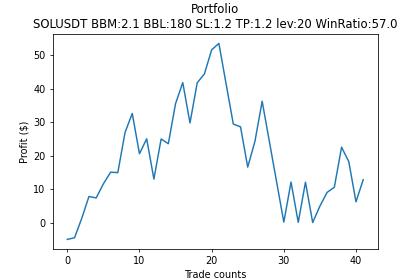 Portfolio
SOLUSDT BBM:2.1 BBL:180 SL:1.2 TP:1.2 lev:20 WinRatio:57.0
50
40
30
20
10
0
Profit ($)
0
10
20
30
40
Trade counts